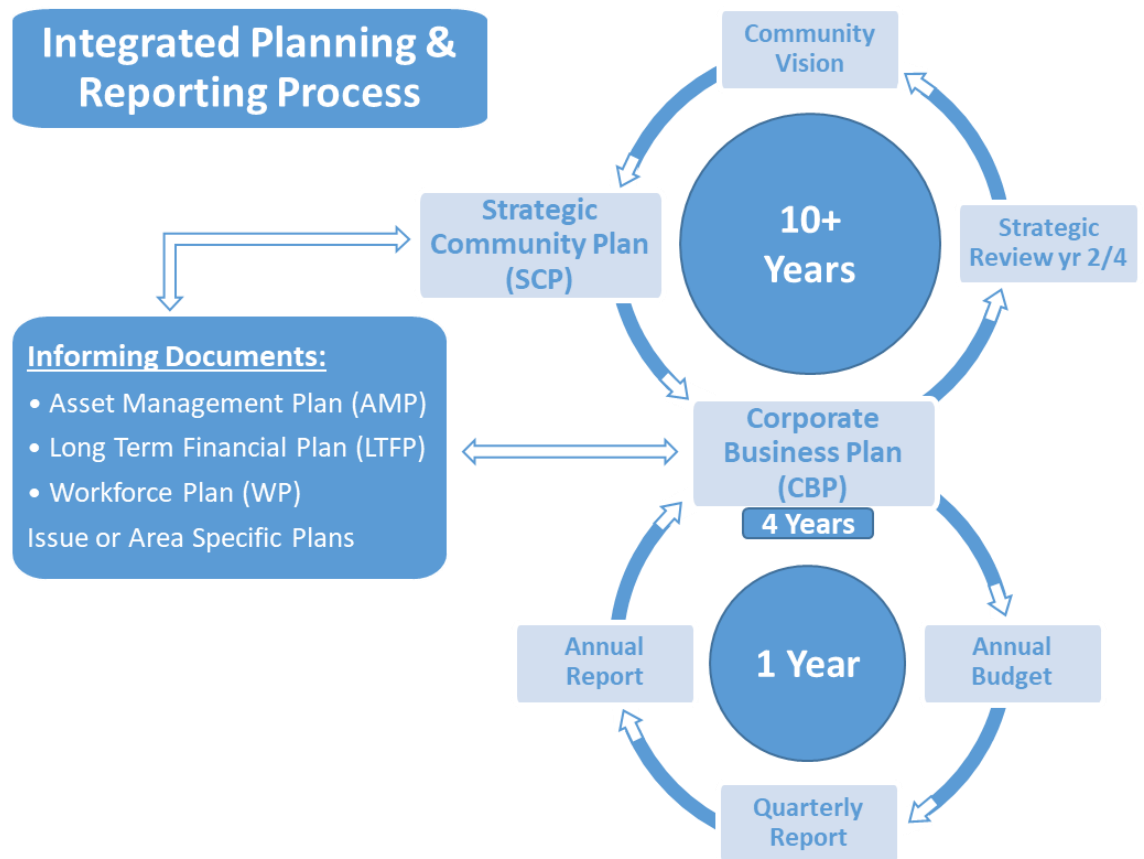 Integrated Planning &
Reporting Process
Community
Vision
10+
Years
Strategic
Community Plan
(SCP)
Strategic
Review yr 2/4
Informing Documents:
• Asset Management Plan (AMP)
• Long Term Financial Plan (LTFP)
• Workforce Plan (WP)
Issue or Area Specific Plans
Corporate
Business Plan
(CBP)
4 Years
1 Year
Annual
Report
Annual
Budget
Quarterly
Report